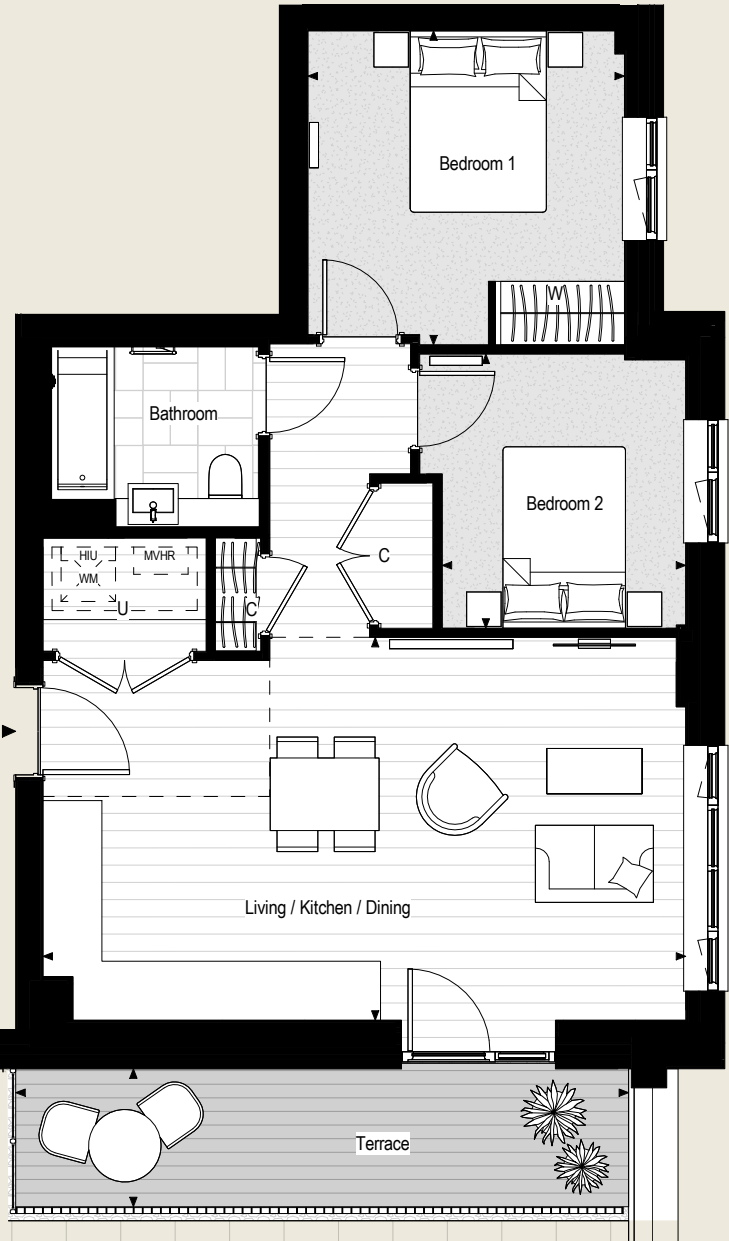 Bedroom 1
W
Bathroom
Bedroom 2
HIU
MVHR
WM
U
C
C
Living / Kitchen / Dining
Terrace